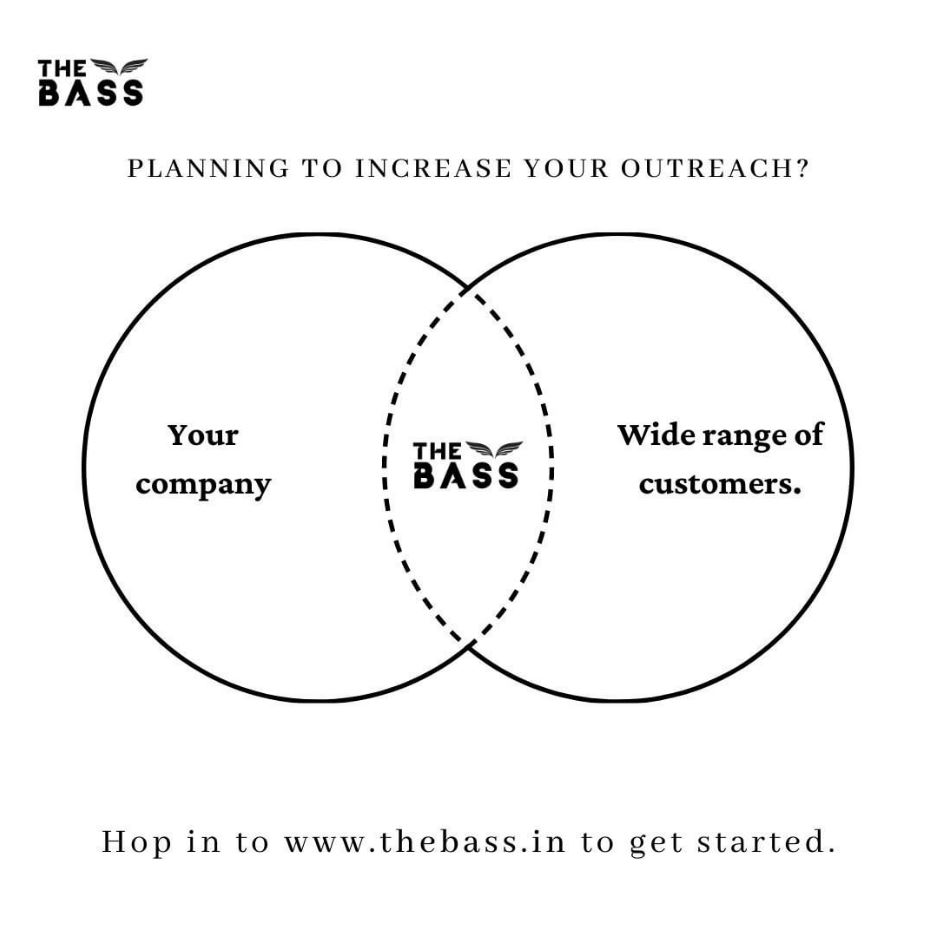 THE
BASS
PLANNING TO INCREASE YOUR OUTREACH?
Your
company
THE
BASS
Wide range of
customers.
Hop in to www.thebass.in to get started.